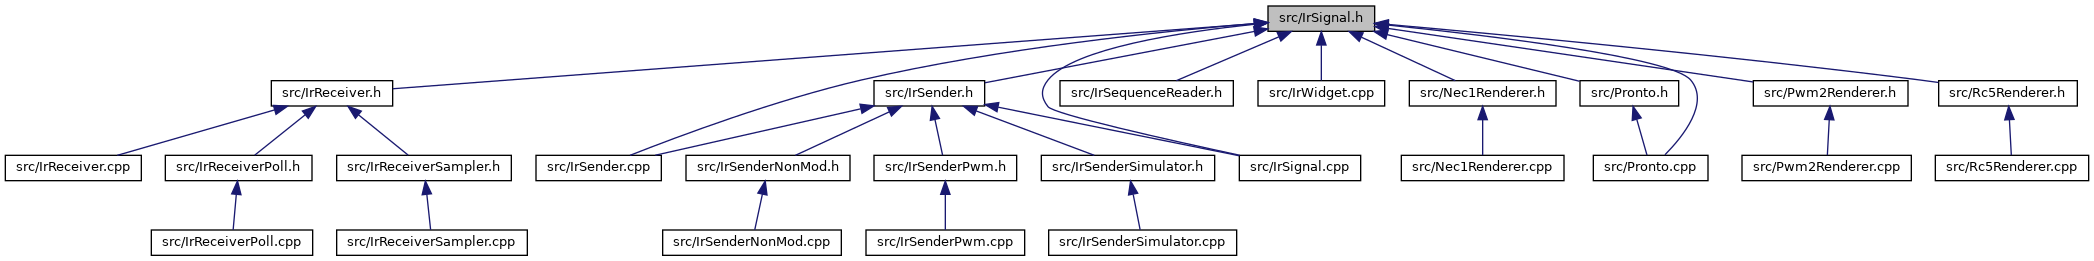 src/IrSignal.h
src/IrReceiver.h
src/IrSender.h
src/IrSequenceReader.h
src/IrWidget.cpp
src/Nec1Renderer.h
src/Pronto.h
src/Pwm2Renderer.h
src/Rc5Renderer.h
src/IrReceiver.cpp
src/IrReceiverPoll.h
src/IrReceiverSampler.h
src/IrSender.cpp
src/IrSenderNonMod.h
src/IrSenderPwm.h
src/IrSenderSimulator.h
src/IrSignal.cpp
src/Nec1Renderer.cpp
src/Pronto.cpp
src/Pwm2Renderer.cpp
src/Rc5Renderer.cpp
src/IrReceiverPoll.cpp
src/IrReceiverSampler.cpp
src/IrSenderNonMod.cpp
src/IrSenderPwm.cpp
src/IrSenderSimulator.cpp